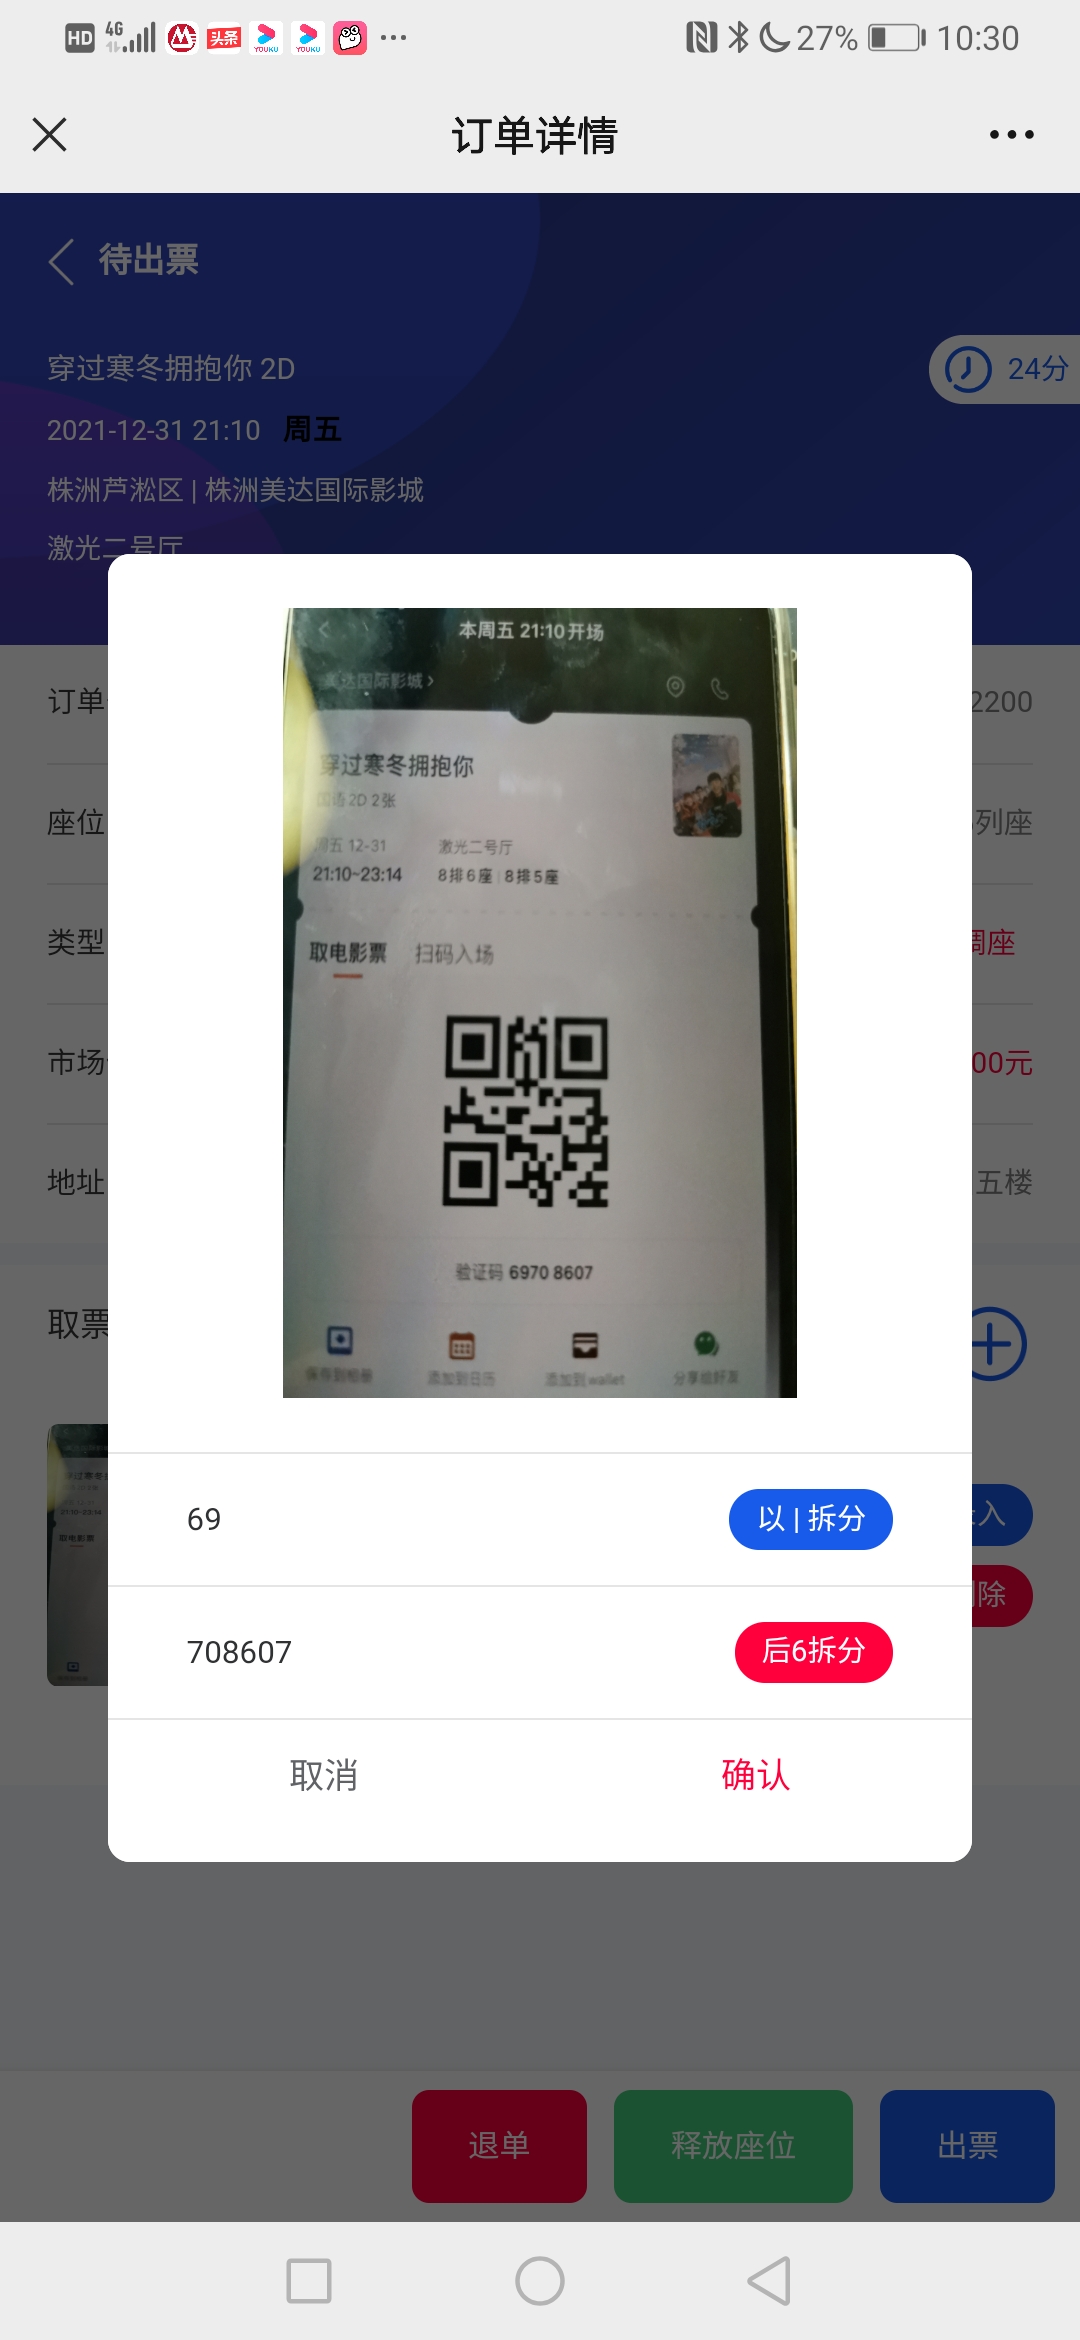 HD 4G 头条 YOUKU YOUKU 27% 10:30
订单详情
待出票
穿过寒冬拥抱你 2D
24分
2021-12-31 21:10 周五
株洲芦淞区 | 株洲美达国际影城
激光二号厅
本周五 21:10开场
美达国际影城
穿过寒冬拥抱你
国语 2D 2张
周五 12-31 激光二号厅
21:10~23:14 8排6座 8排5座
取电影票 扫码入场
验证码 6970 8607
保存到相册 添加到日历 添加到wallet 分享给好友
订单 2200
座位 列座
类型 调座
市场 00元
地址 五楼
取票
入
除
69 以 | 拆分
708607 后6拆分
取消 确认
退单 释放座位 出票